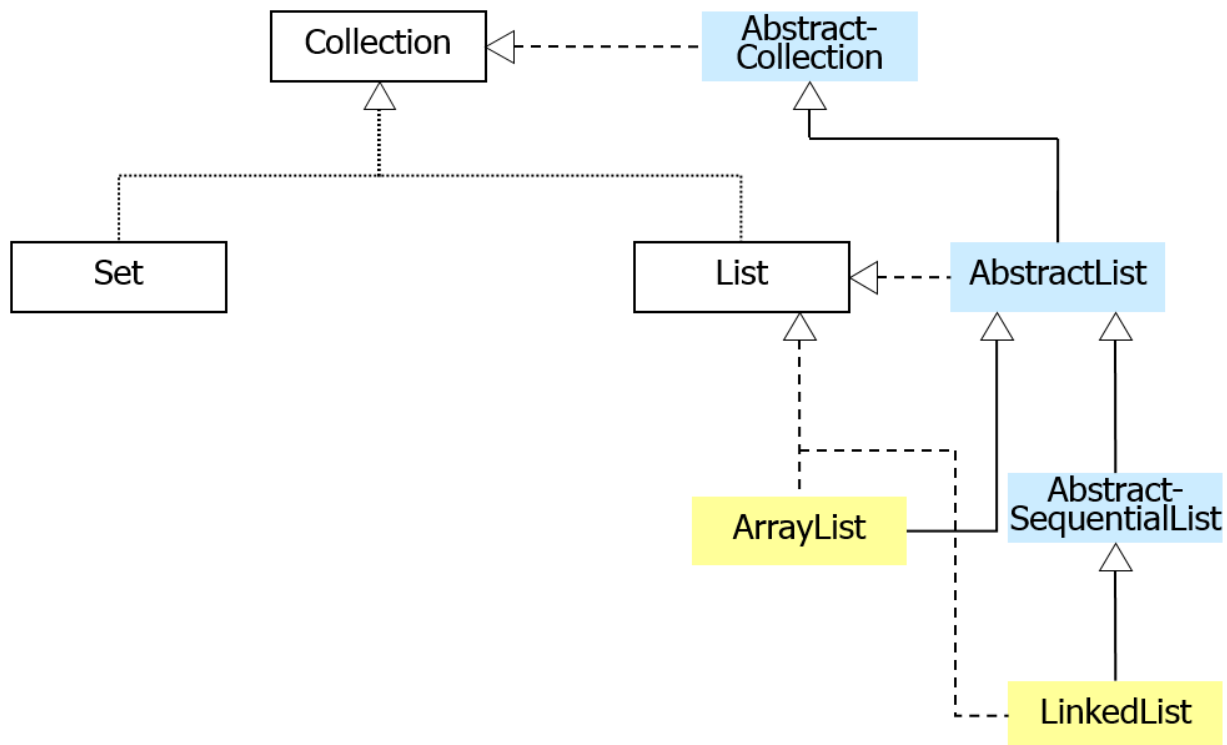 Collection
Abstract-
Collection
Set
List
AbstractList
ArrayList
Abstract-
SequentialList
LinkedList